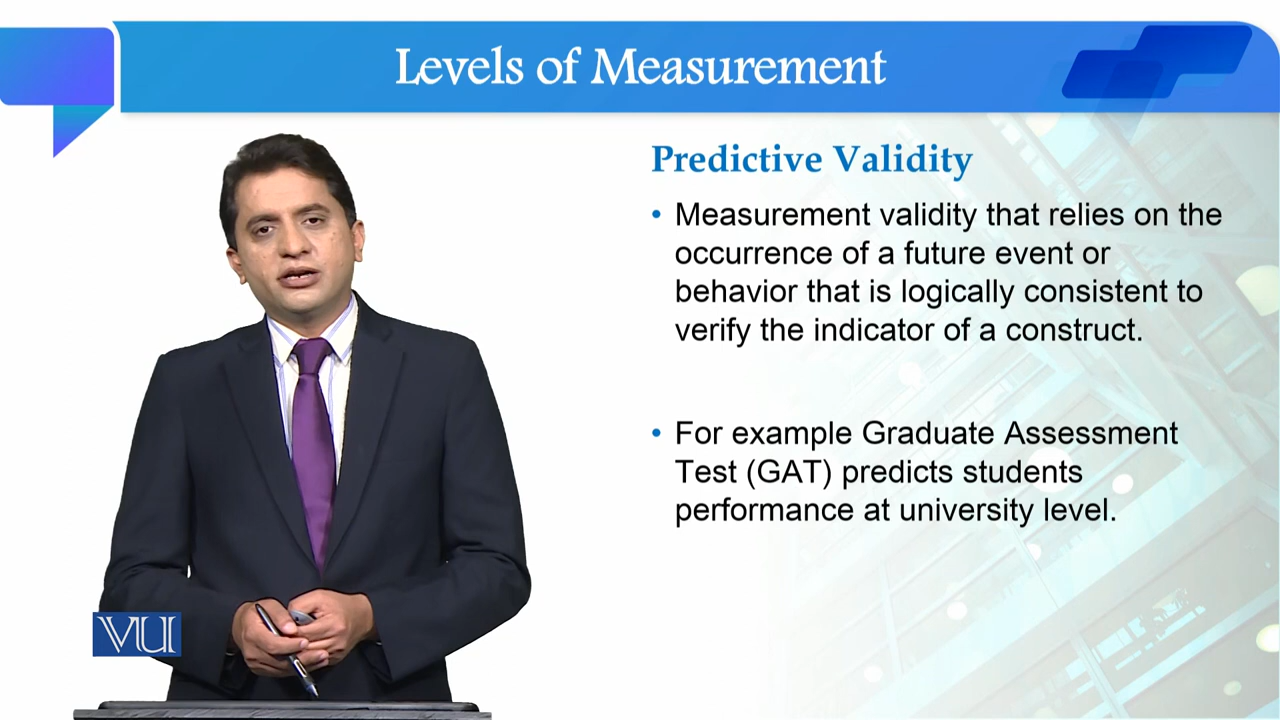 Levels of Measurement
Predictive Validity
• Measurement validity that relies on the
occurrence of a future event or
behavior that is logically consistent to
verify the indicator of a construct.
• For example Graduate Assessment
Test (GAT) predicts students
performance at university level.
VU